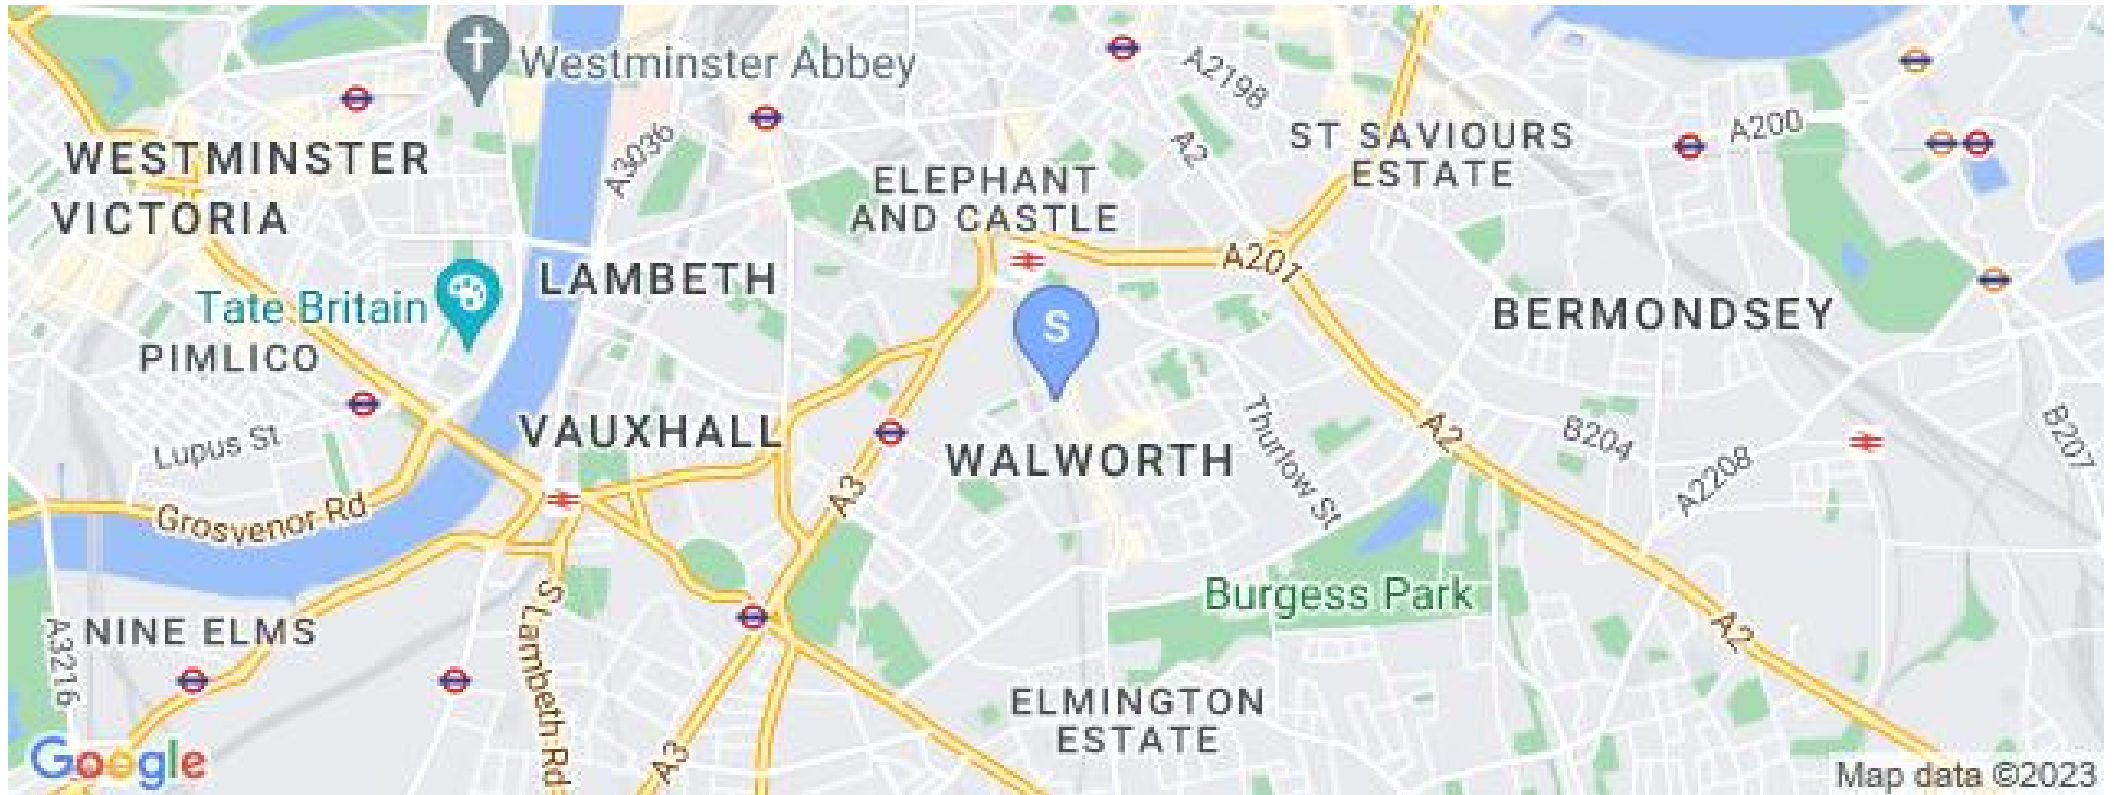 Westminster Abbey
A2198
A3036
A200
WESTMINSTER
A2
ST SAVIOURS
ESTATE
ELEPHANT
AND CASTLE
VICTORIA
A201
LAMBETH
Tate Britain
S
BERMONDSEY
PIMLICO
VAUXHALL
Lupus St
WALWORTH
Thurlow St
A2
B204
B207
A2208
A3
Grosvenor Rd
Burgess Park
A3216
NINE ELMS
S Lambeth Rd
A2
ELMINGTON
ESTATE
A3
Google
Map data ©2023